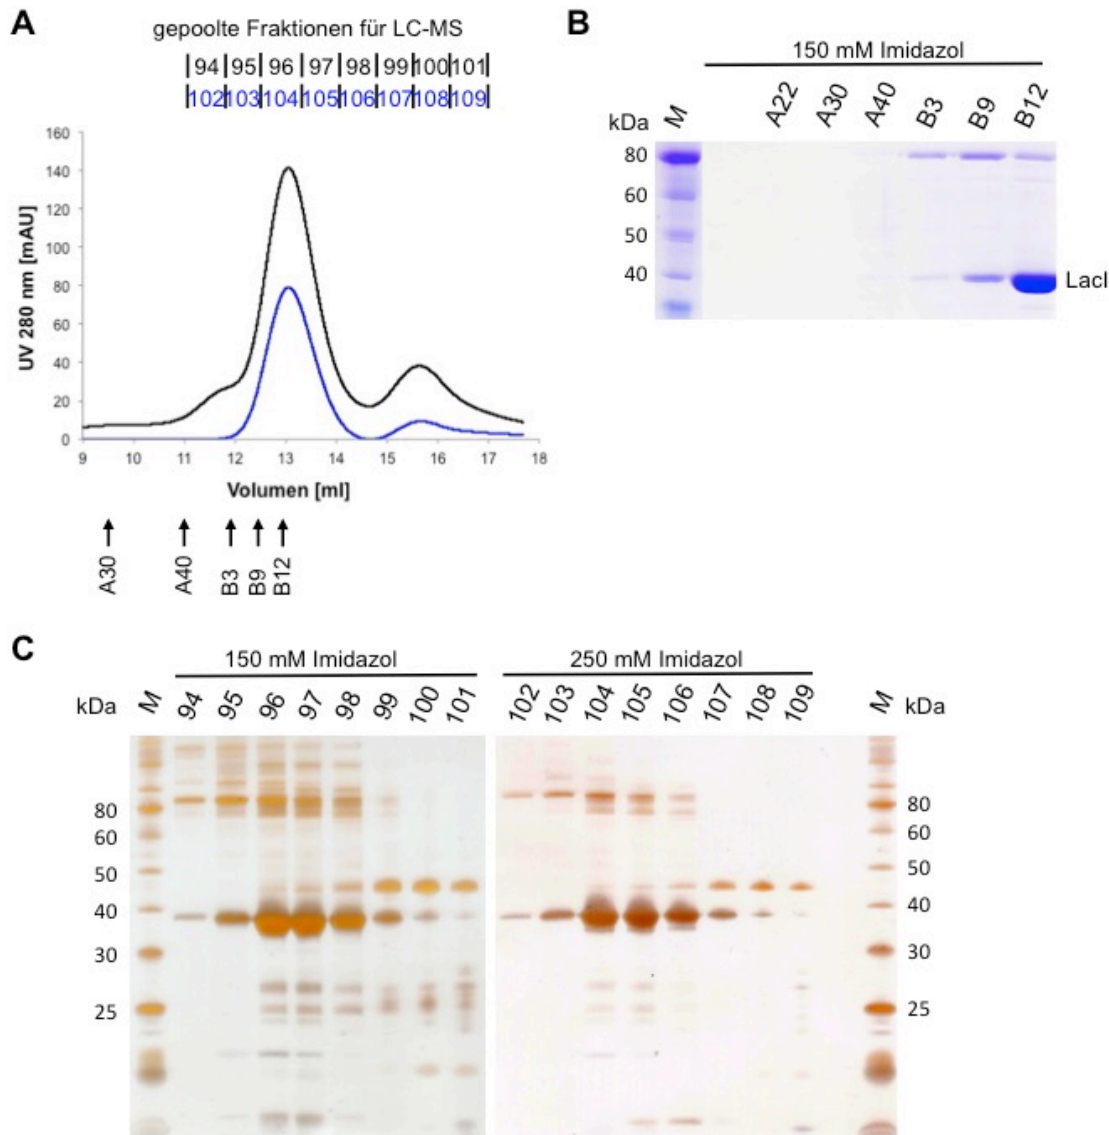 A
gepoolte Fraktionen für LC-MS
|94|95|96|97|98|99|100|101|
|102|103|104|105|106|107|108|109|
160
140
120
100
80
60
40
20
0
UV 280 nm [mAU]
9 10 11 12 13 14 15 16 17 18
Volumen [ml]
A30 A40 B3 B9 B12
B
150 mM Imidazol
kDa M A22 A30 A40 B3 B9 B12
80
60
50
40
LacI
C
150 mM Imidazol
kDa M 94 95 96 97 98 99 100 101
80
60
50
40
30
25
250 mM Imidazol
102 103 104 105 106 107 108 109 M kDa
80
60
50
40
30
25